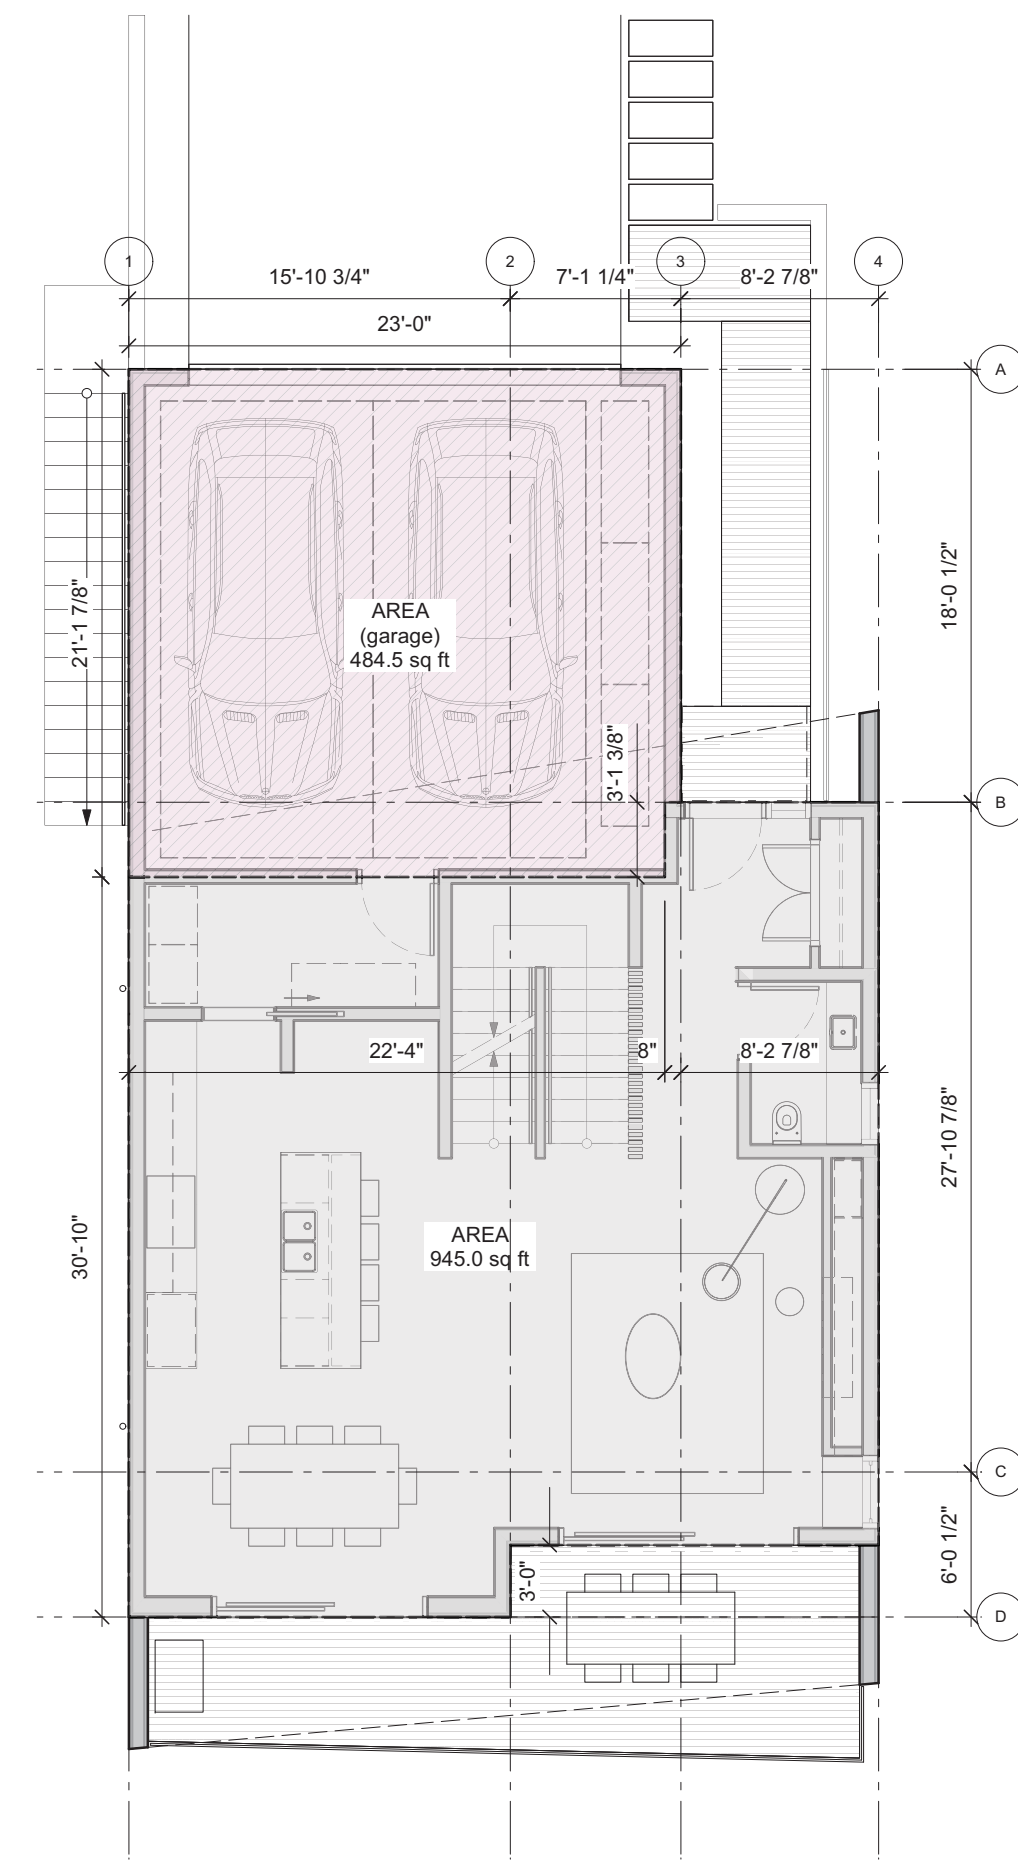 1
2
3
4
15'-10 3/4"
7'-1 1/4"
8'-2 7/8"
23'-0"
A
21'-1 7/8"
18'-0 1/2"
AREA
(garage)
484.5 sq ft
3'-1 3/8"
B
22'-4"
8"
8'-2 7/8"
27'-10 7/8"
30'-10"
AREA
945.0 sq ft
C
6'-0 1/2"
3'-0"
D